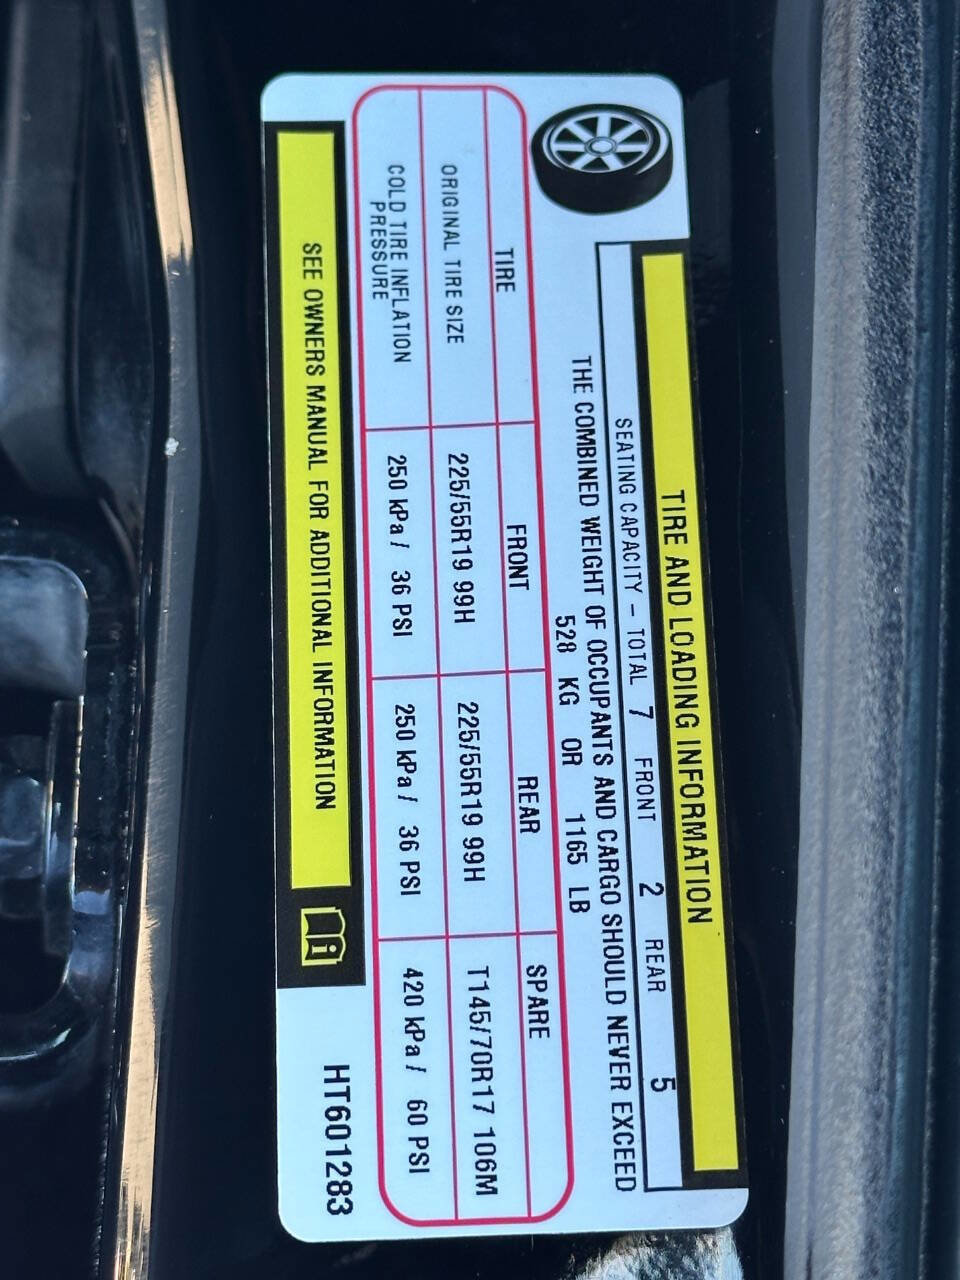 TIRE AND LOADING INFORMATION
SEATING CAPACITY - TOTAL 7 FRONT 2 REAR 5
THE COMBINED WEIGHT OF OCCUPANTS AND CARGO SHOULD NEVER EXCEED
528 KG OR 1165 LB
TIRE FRONT REAR SPARE
ORIGINAL TIRE SIZE 225/55R19 99H 225/55R19 99H T145/70R17 106M
COLD TIRE INFLATION
PRESSURE 250 kPa / 36 PSI 250 kPa / 36 PSI 420 kPa / 60 PSI
SEE OWNERS MANUAL FOR ADDITIONAL INFORMATION
HT601283